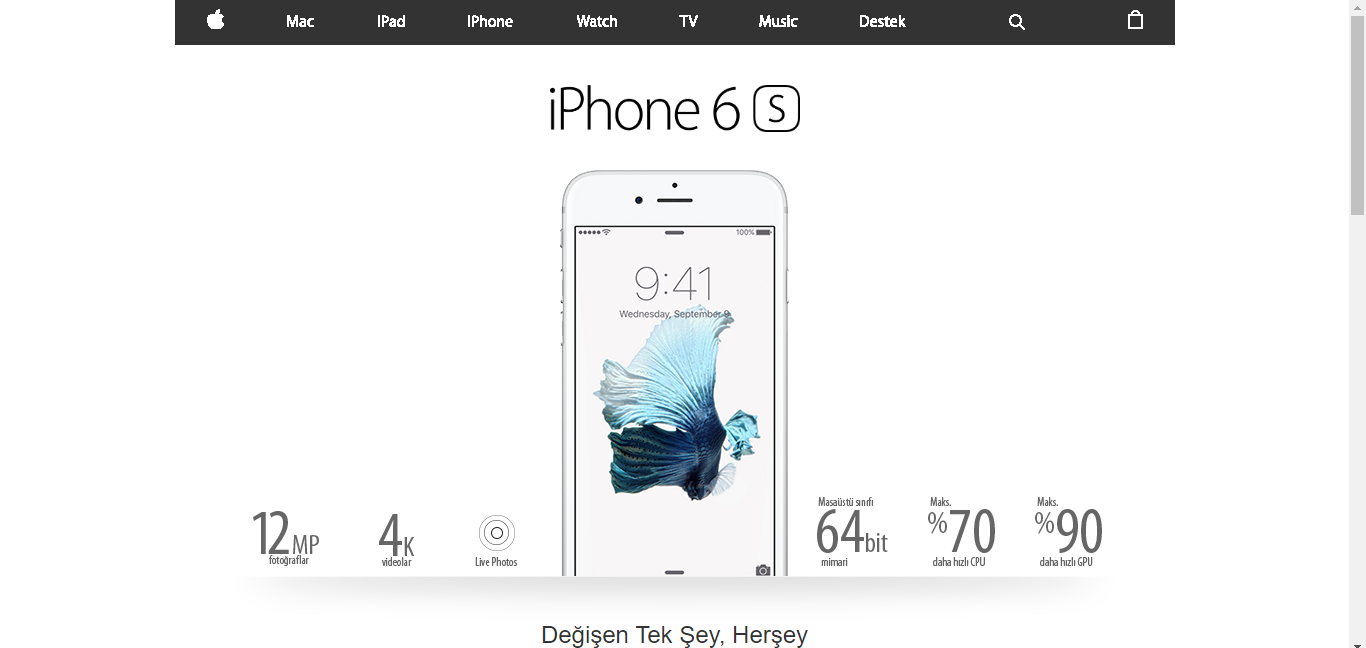 Mac IPad IPhone Watch TV Music Destek
iPhone 6 S
100%
9:41
Wednesday, September 9
12MP
fotoğraflar
4K
videolar
Live Photos
Masaüstü sınıfı
64bit
mimari
Maks.
%70
daha hızlı CPU
Maks.
%90
daha hızlı GPU
Değişen Tek Şey, Herşey